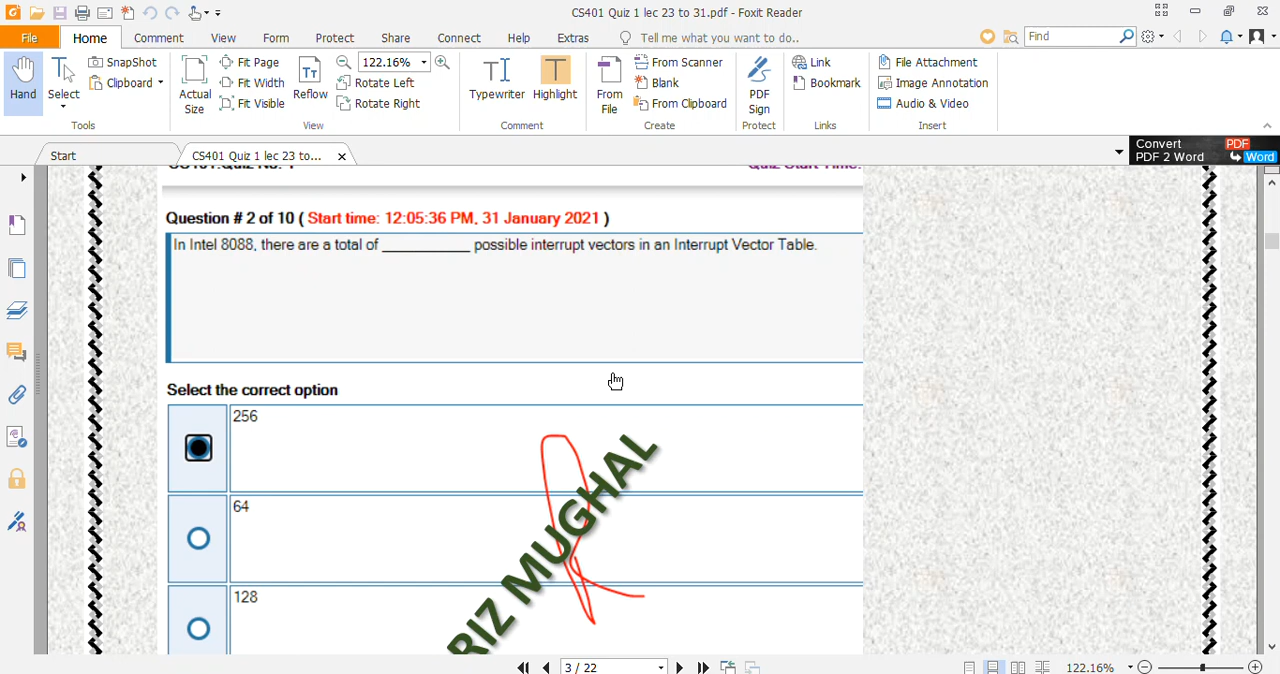 CS401 Quiz 1 lec 23 to 31.pdf - Foxit Reader
File Home Comment View Form Protect Share Connect Help Extras Tell me what you want to do.. Find
Hand Select SnapShot Clipboard
Tools
Actual Size Fit Page Fit Width Fit Visible Reflow 122.16% Rotate Left Rotate Right
View
Typewriter Highlight
Comment
From File From Scanner Blank From Clipboard
Create
PDF Sign
Protect
Link Bookmark
Links
File Attachment Image Annotation Audio & Video
Insert
Start CS401 Quiz 1 lec 23 to...
Convert PDF
PDF 2 Word Word
Question # 2 of 10 ( Start time: 12:05:36 PM, 31 January 2021 )
In Intel 8088, there are a total of ___________ possible interrupt vectors in an Interrupt Vector Table.
Select the correct option
256
64
128
RIZ MUGHAL
3 / 22 122.16%